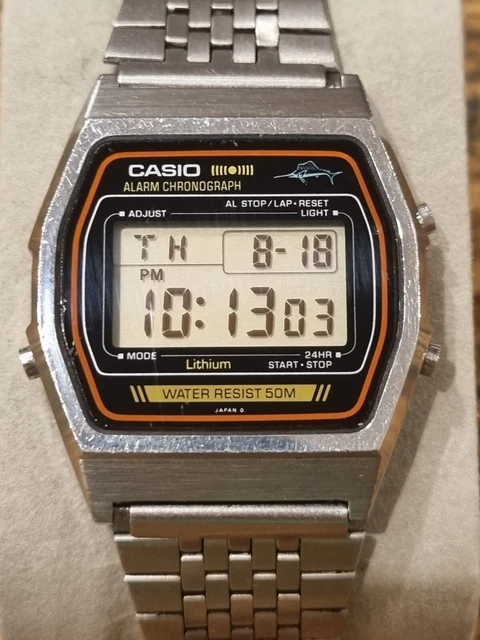 CASIO
ALARM CHRONOGRAPH
AL STOP/LAP•RESET
ADJUST LIGHT
TH 8-18
PM
10:13 03
MODE 24HR
Lithium START•STOP
WATER RESIST 50M
JAPAN Q